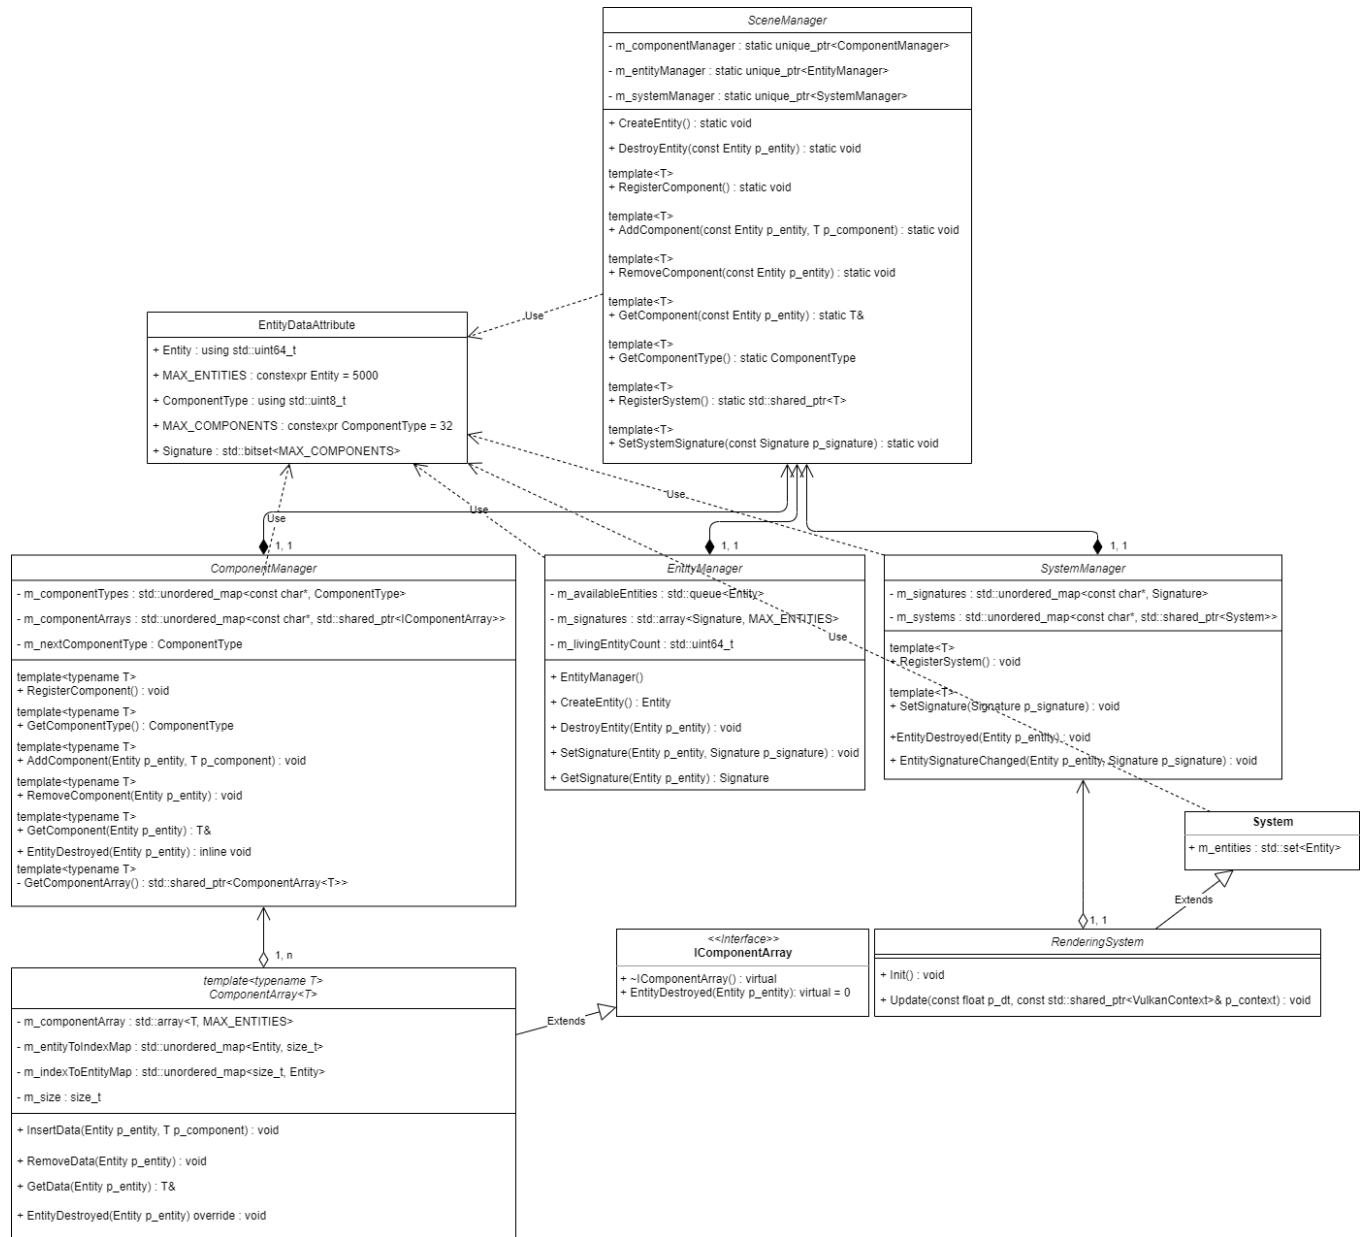 SceneManager
- m_componentManager : static unique_ptr<ComponentManager>
- m_entityManager : static unique_ptr<EntityManager>
- m_systemManager : static unique_ptr<SystemManager>
+ CreateEntity() : static void
+ DestroyEntity(const Entity p_entity) : static void
template<T>
+ RegisterComponent() : static void
template<T>
+ AddComponent(const Entity p_entity, T p_component) : static void
template<T>
+ RemoveComponent(const Entity p_entity) : static void
template<T>
+ GetComponent(const Entity p_entity) : static T&
template<T>
+ GetComponentType() : static ComponentType
template<T>
+ RegisterSystem() : static std::shared_ptr<T>
template<T>
+ SetSystemSignature(const Signature p_signature) : static void
Use
EntityDataAttribute
+ Entity : using std::uint64_t
+ MAX_ENTITIES : constexpr Entity = 5000
+ ComponentType : using std::uint8_t
+ MAX_COMPONENTS : constexpr ComponentType = 32
+ Signature : std::bitset<MAX_COMPONENTS>
Use
Use
Use
Use
1, 1
1, 1
1, 1
ComponentManager
- m_componentTypes : std::unordered_map<const char*, ComponentType>
- m_componentArrays : std::unordered_map<const char*, std::shared_ptr<IComponentArray>>
- m_nextComponentType : ComponentType
template<typename T>
+ RegisterComponent() : void
template<typename T>
+ GetComponentType() : ComponentType
template<typename T>
+ AddComponent(Entity p_entity, T p_component) : void
template<typename T>
+ RemoveComponent(Entity p_entity) : void
template<typename T>
+ GetComponent(Entity p_entity) : T&
+ EntityDestroyed(Entity p_entity) : inline void
template<typename T>
- GetComponentArray() : std::shared_ptr<ComponentArray<T>>
EntityManager
- m_availableEntities : std::queue<Entity>
- m_signatures : std::array<Signature, MAX_ENTITIES>
- m_livingEntityCount : std::uint64_t
+ EntityManager()
+ CreateEntity() : Entity
+ DestroyEntity(Entity p_entity) : void
+ SetSignature(Entity p_entity, Signature p_signature) : void
+ GetSignature(Entity p_entity) : Signature
SystemManager
- m_signatures : std::unordered_map<const char*, Signature>
- m_systems : std::unordered_map<const char*, std::shared_ptr<System>>
template<T>
+ RegisterSystem() : void
template<T>
+ SetSignature(Signature p_signature) : void
+EntityDestroyed(Entity p_entity) : void
+ EntitySignatureChanged(Entity p_entity, Signature p_signature) : void
System
+ m_entities : std::set<Entity>
Extends
1, 1
RenderingSystem
+ Init() : void
+ Update(const float p_dt, const std::shared_ptr<VulkanContext>& p_context) : void
<<Interface>>
IComponentArray
+ ~IComponentArray() : virtual
+ EntityDestroyed(Entity p_entity): virtual = 0
Extends
1, n
template<typename T>
ComponentArray<T>
- m_componentArray : std::array<T, MAX_ENTITIES>
- m_entityToIndexMap : std::unordered_map<Entity, size_t>
- m_indexToEntityMap : std::unordered_map<size_t, Entity>
- m_size : size_t
+ InsertData(Entity p_entity, T p_component) : void
+ RemoveData(Entity p_entity) : void
+ GetData(Entity p_entity) : T&
+ EntityDestroyed(Entity p_entity) override : void